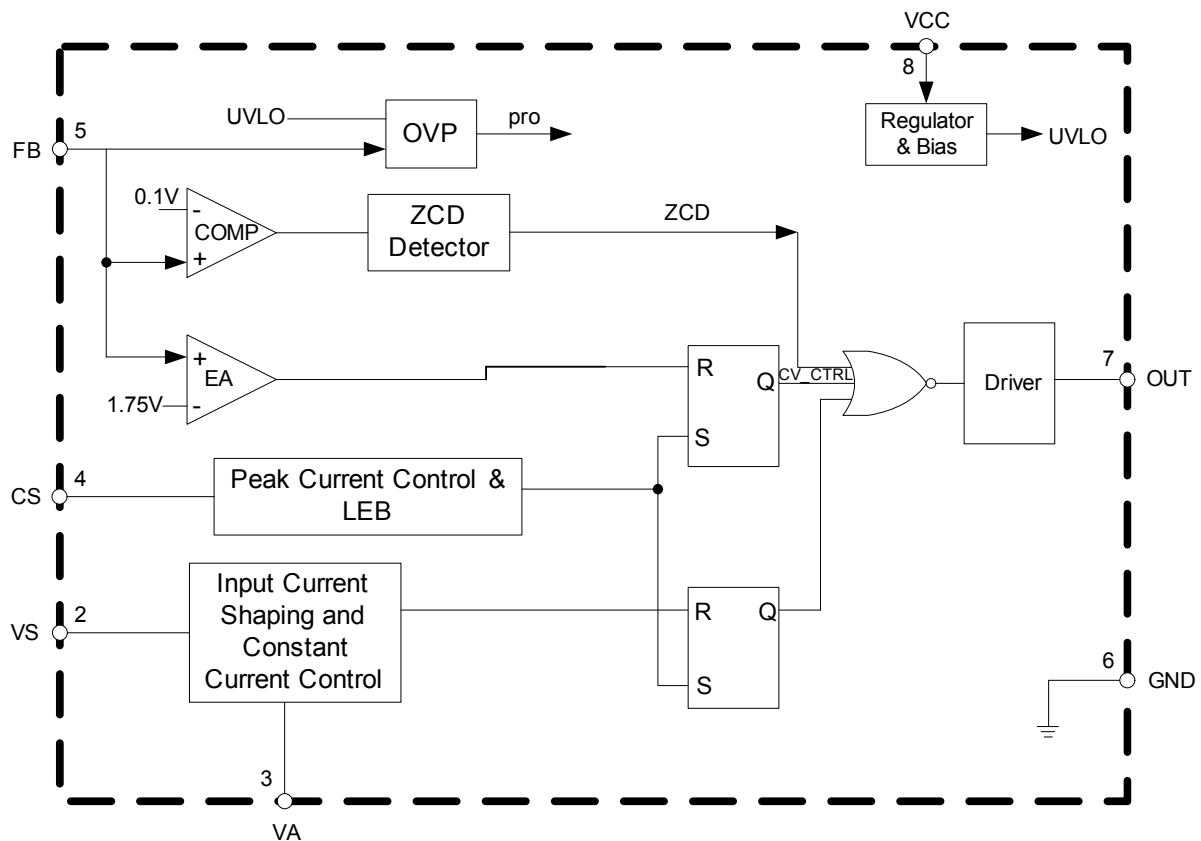 VCC
8
UVLO
OVP
pro
Regulator
& Bias
UVLO
FB
5
0.1V
-
COMP
+
ZCD
Detector
ZCD
+
EA
1.75V
-
R
Q
S
CV_CTRL
Driver
7
OUT
CS
4
Peak Current Control &
LEB
VS
2
Input Current
Shaping and
Constant
Current Control
R
Q
S
6
GND
3
VA